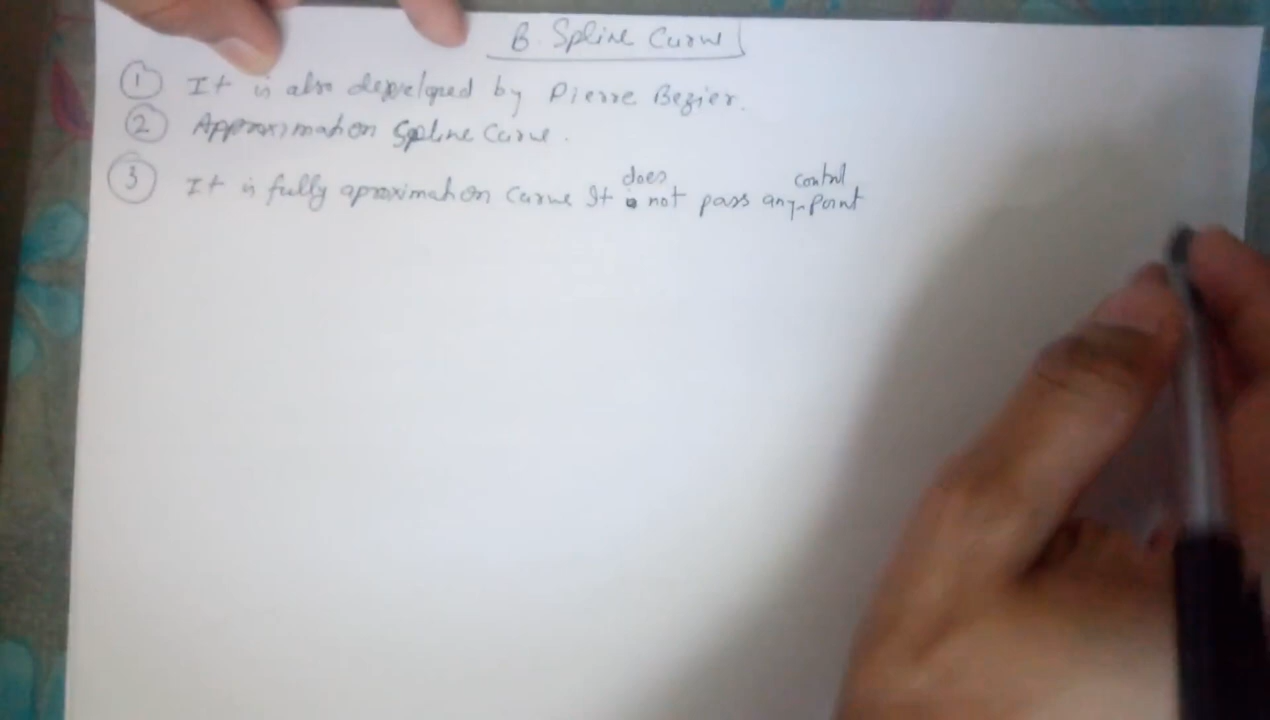 B. Spline Curve
① It is also developed by Pierre Bezier.
② Approximation Spline Curve.
③ It is fully aproximation curve It does not pass any control point